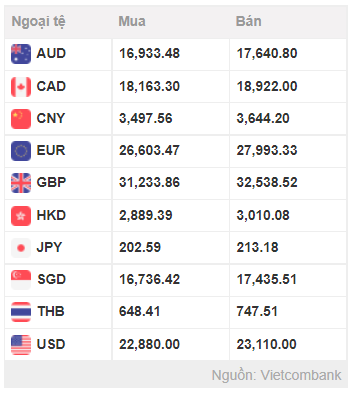 Ngoại tệ Mua Bán
AUD 16,933.48 17,640.80
CAD 18,163.30 18,922.00
CNY 3,497.56 3,644.20
EUR 26,603.47 27,993.33
GBP 31,233.86 32,538.52
HKD 2,889.39 3,010.08
JPY 202.59 213.18
SGD 16,736.42 17,435.51
THB 648.41 747.51
USD 22,880.00 23,110.00
Nguồn: Vietcombank